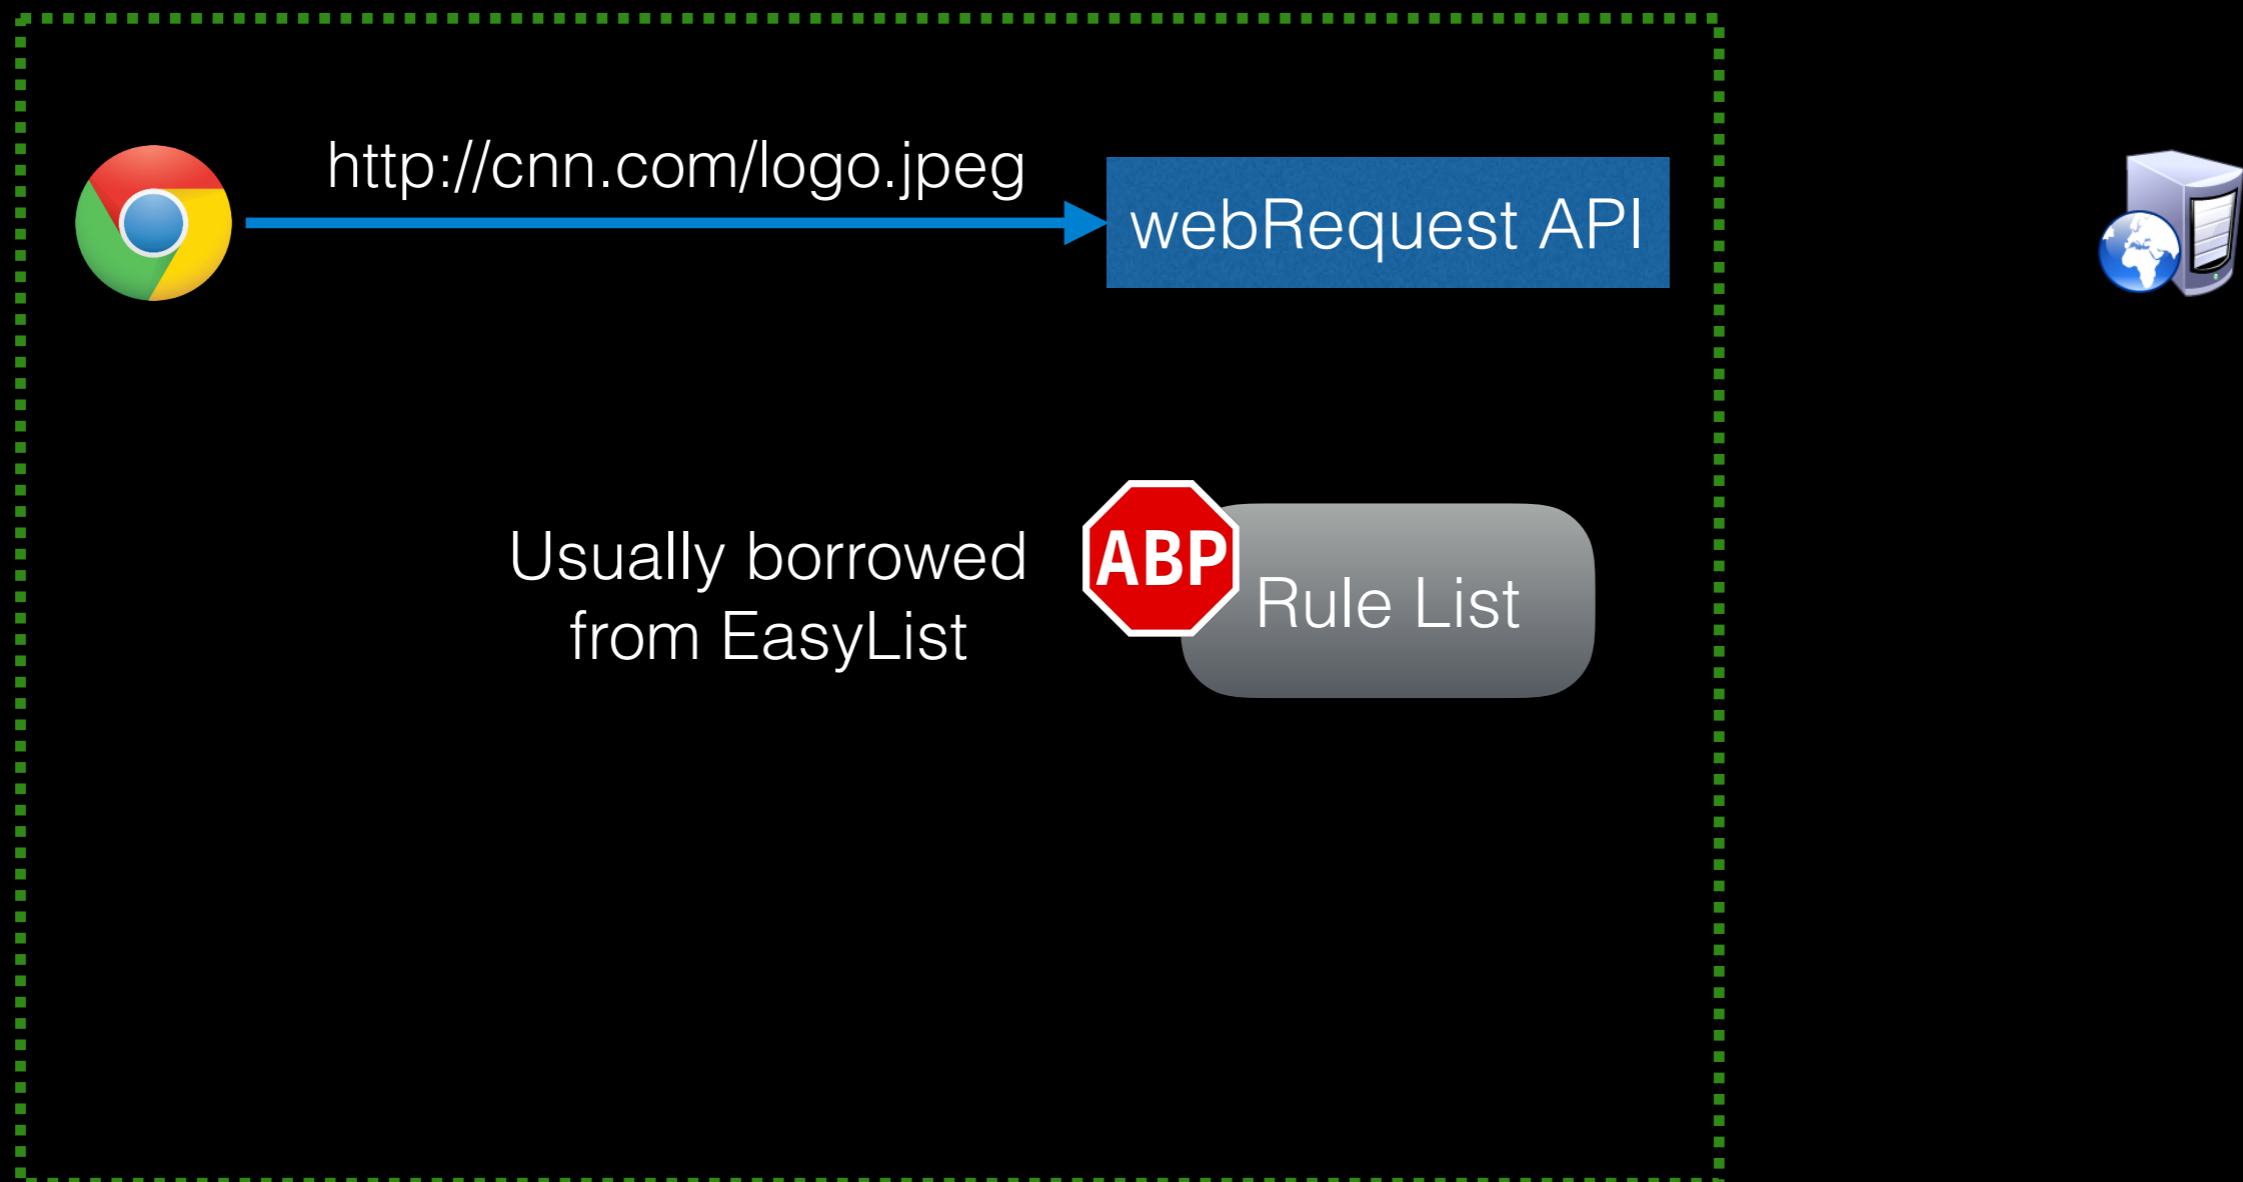 http://cnn.com/logo.jpeg
webRequest API
Usually borrowed
from EasyList
ABP
Rule List